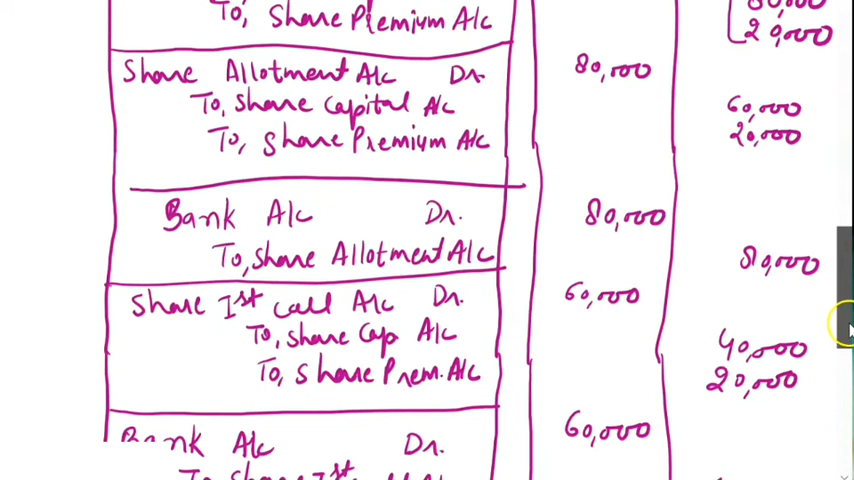 To, Share Premium A/c 20,000
Share Allotment A/c Dr. 80,000
To, Share Capital A/c 60,000
To, Share Premium A/c 20,000
Bank A/c Dr. 80,000
To, Share Allotment A/c 80,000
Share Ist Call A/c Dr. 60,000
To, Share Cap A/c 40,000
To, Share Prem. A/c 20,000
Bank A/c Dr. 60,000